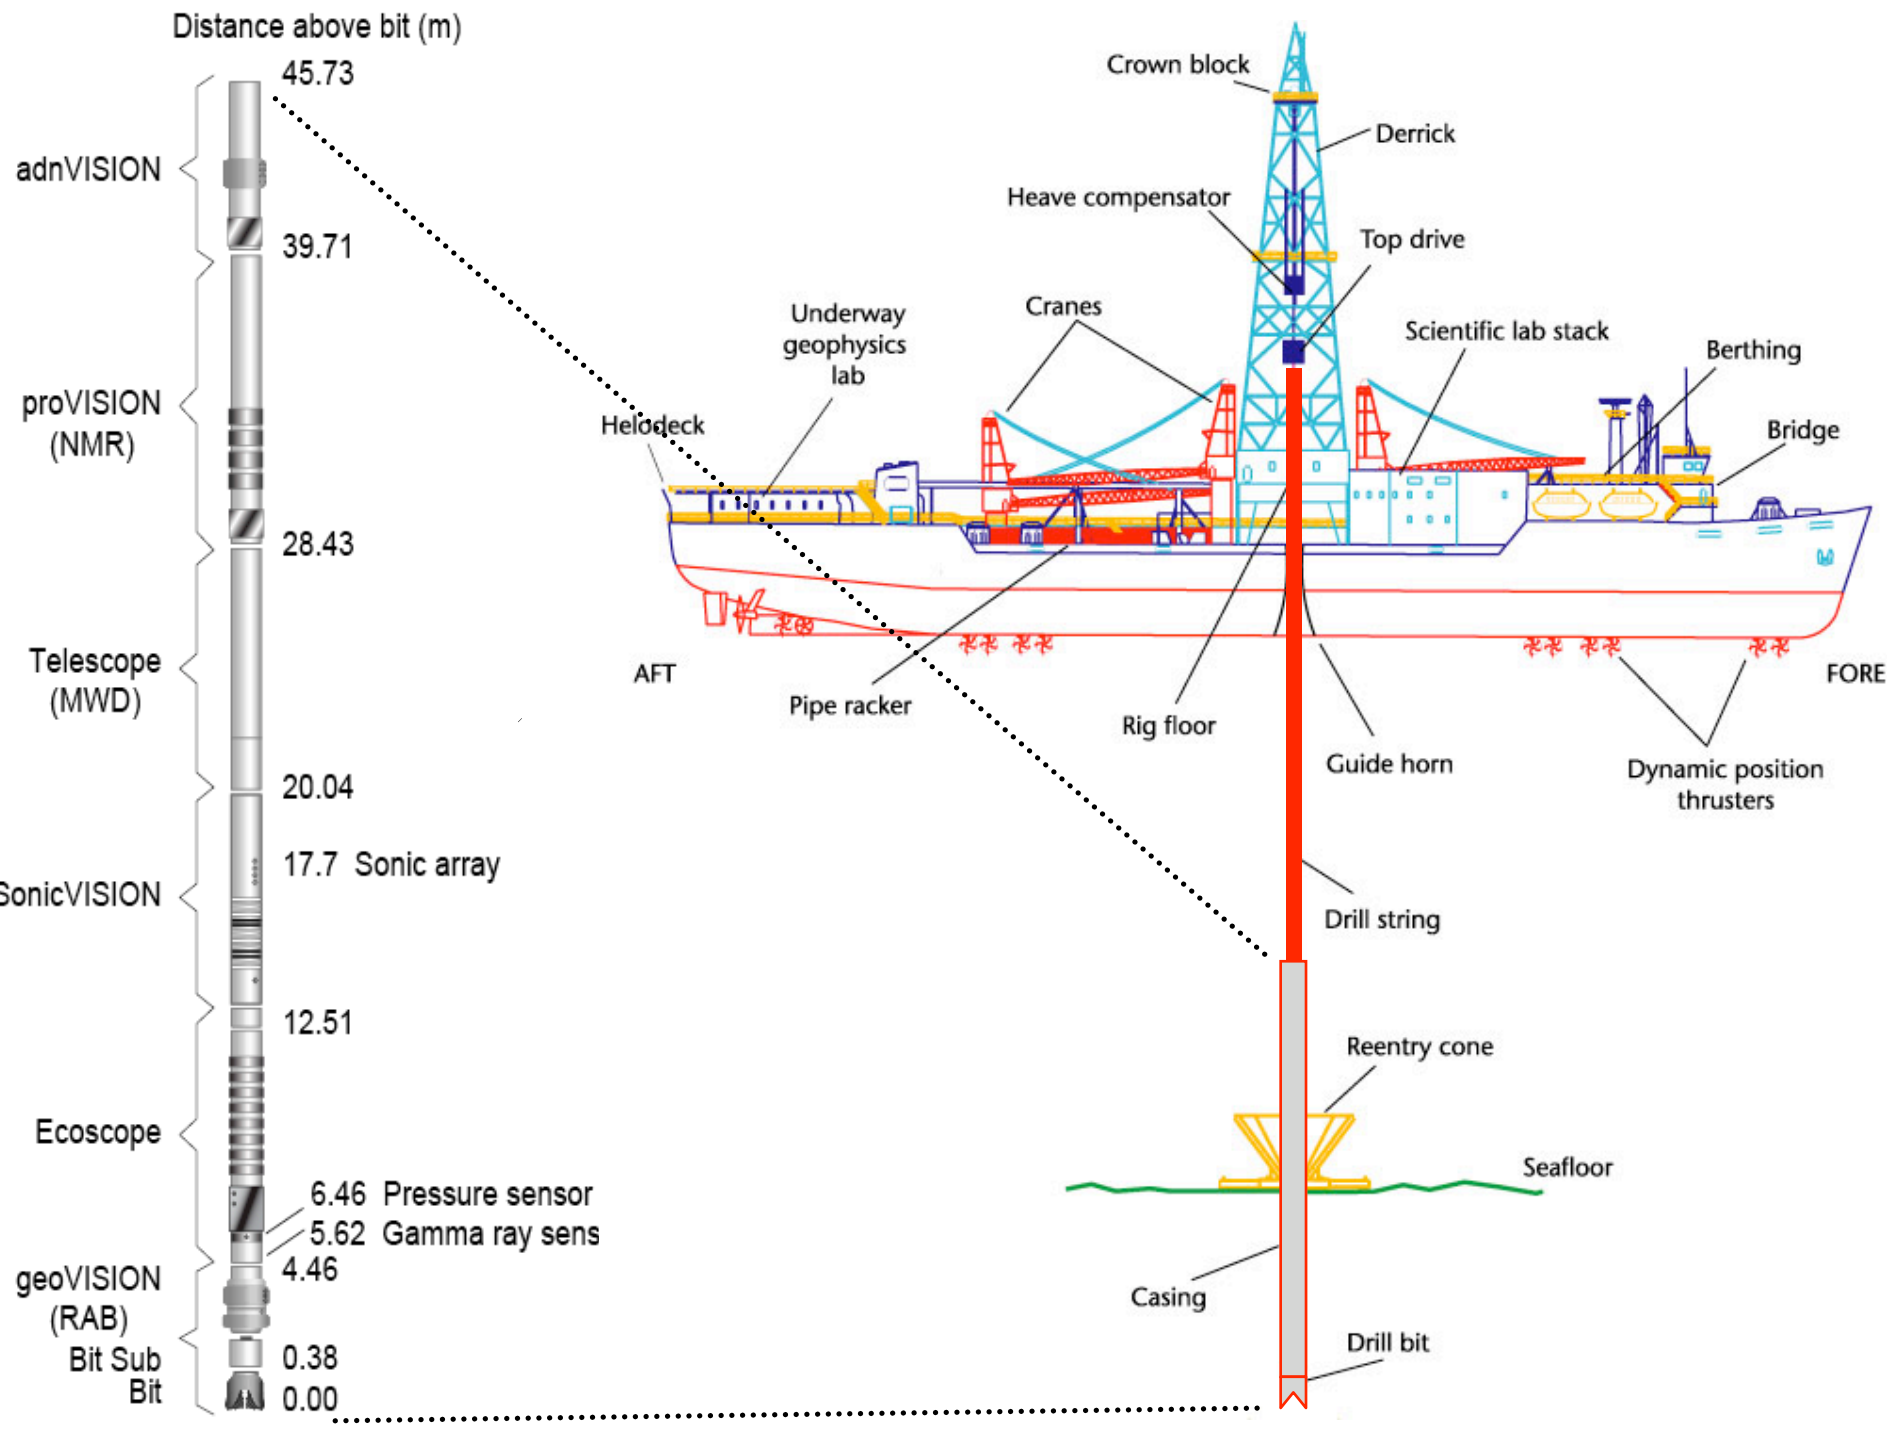 Distance above bit (m)
45.73
adnVISION
39.71
proVISION
(NMR)
28.43
Telescope
(MWD)
20.04
17.7 Sonic array
SonicVISION
12.51
Ecoscope
6.46 Pressure sensor
5.62 Gamma ray sens
4.46
geoVISION
(RAB)
Bit Sub
0.38
Bit
0.00
Crown block
Derrick
Heave compensator
Top drive
Cranes
Underway
geophysics
lab
Scientific lab stack
Berthing
Helodeck
Bridge
AFT
FORE
Pipe racker
Rig floor
Guide horn
Dynamic position
thrusters
Drill string
Reentry cone
Seafloor
Casing
Drill bit